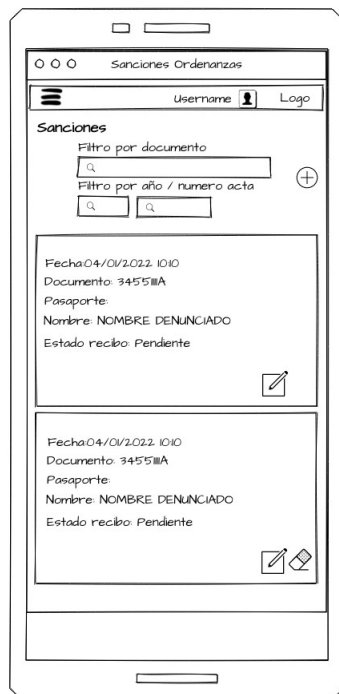 Sanciones Ordenanzas
Username Logo
Sanciones
Filtro por documento
Filtro por año / numero acta
Fecha:04/01/2022 10:10
Documento: 3455111A
Pasaporte:
Nombre: NOMBRE DENUNCIADO
Estado recibo: Pendiente
Fecha:04/01/2022 10:10
Documento: 3455111A
Pasaporte:
Nombre: NOMBRE DENUNCIADO
Estado recibo: Pendiente